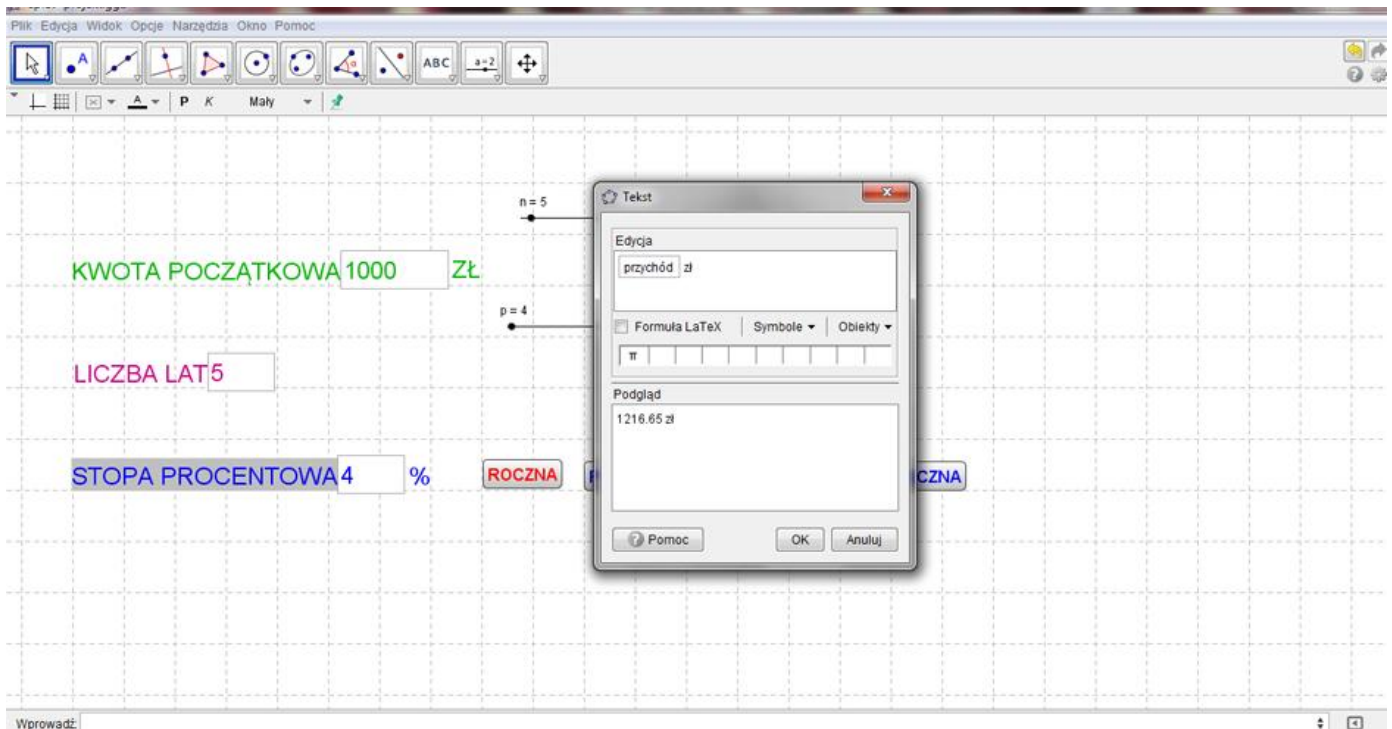 Plik Edycja Widok Opcje Narzędzia Okno Pomoc
A
α
ABC
a=2
A
P K Mały
n = 5
KWOTA POCZĄTKOWA 1000 ZŁ
p = 4
LICZBA LAT 5
STOPA PROCENTOWA 4 %
ROCZNA
CZNA
Tekst
Edycja
przychód zł
Formuła LaTeX Symbole Obiekty
π
Podgląd
1216.65 zł
Pomoc OK Anuluj
Wprowadź: